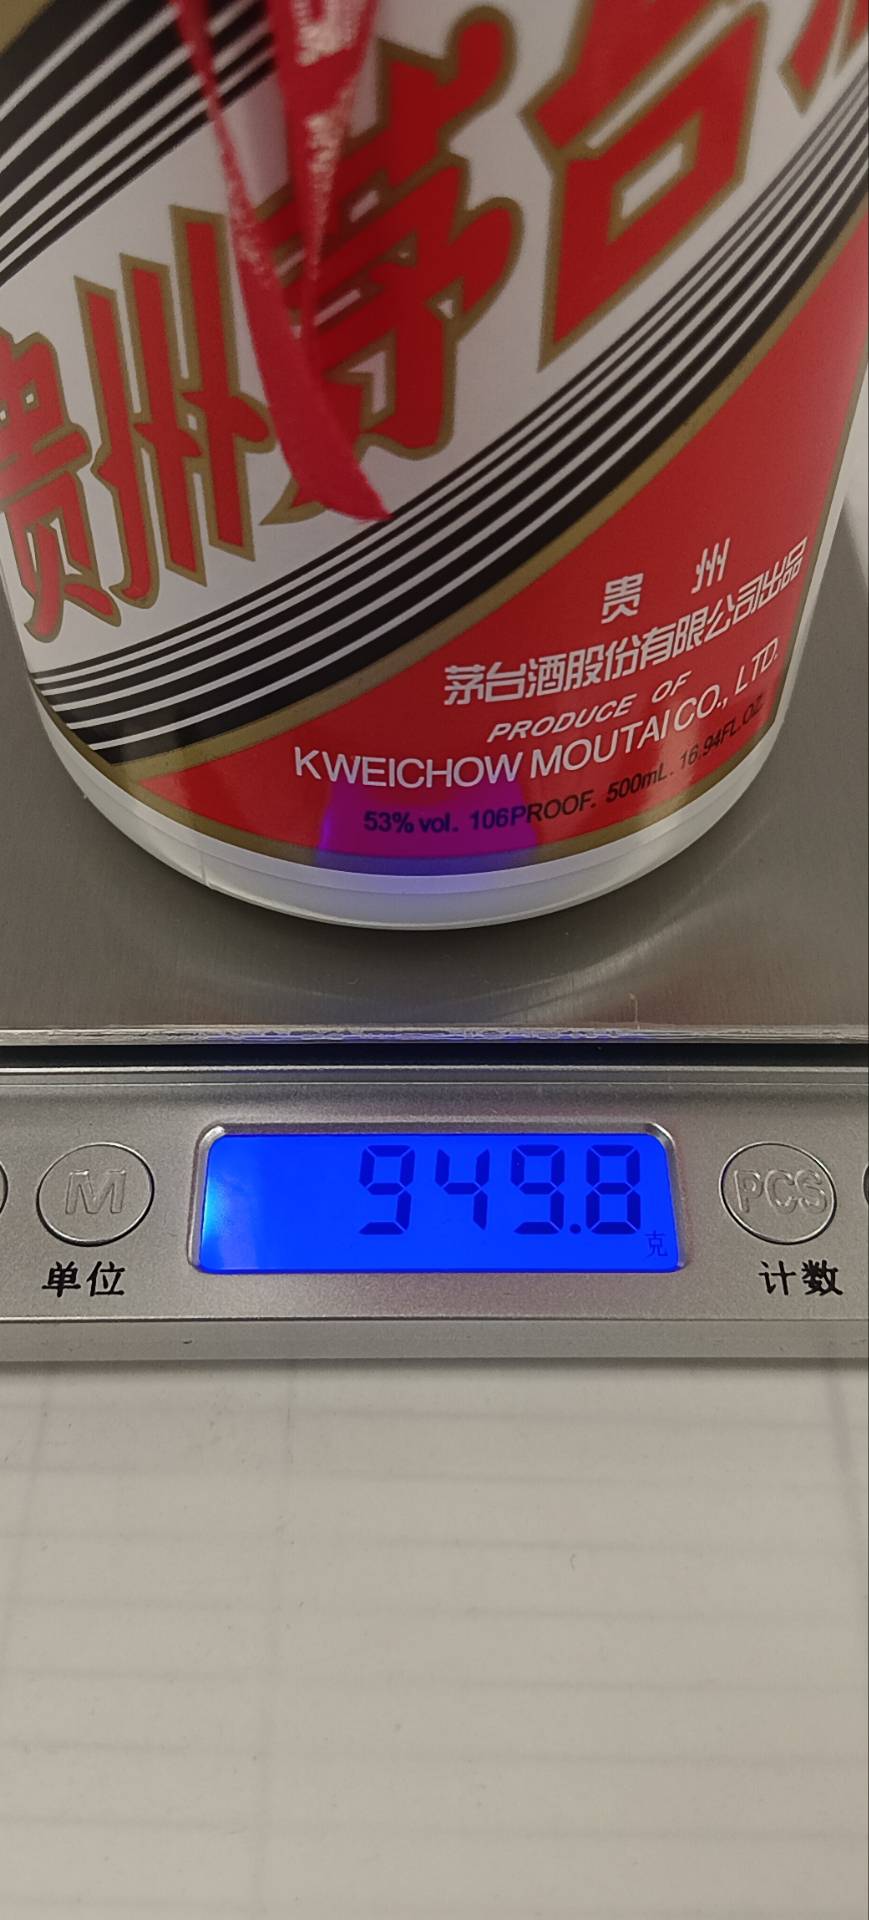 贵州茅台酒
贵州
茅台酒股份有限公司出品
PRODUCE OF
KWEICHOW MOUTAI CO., LTD.
53% vol. 106PROOF. 500mL. 16.94FL.OZ.
949.8
克
M
PCS
单位
计数